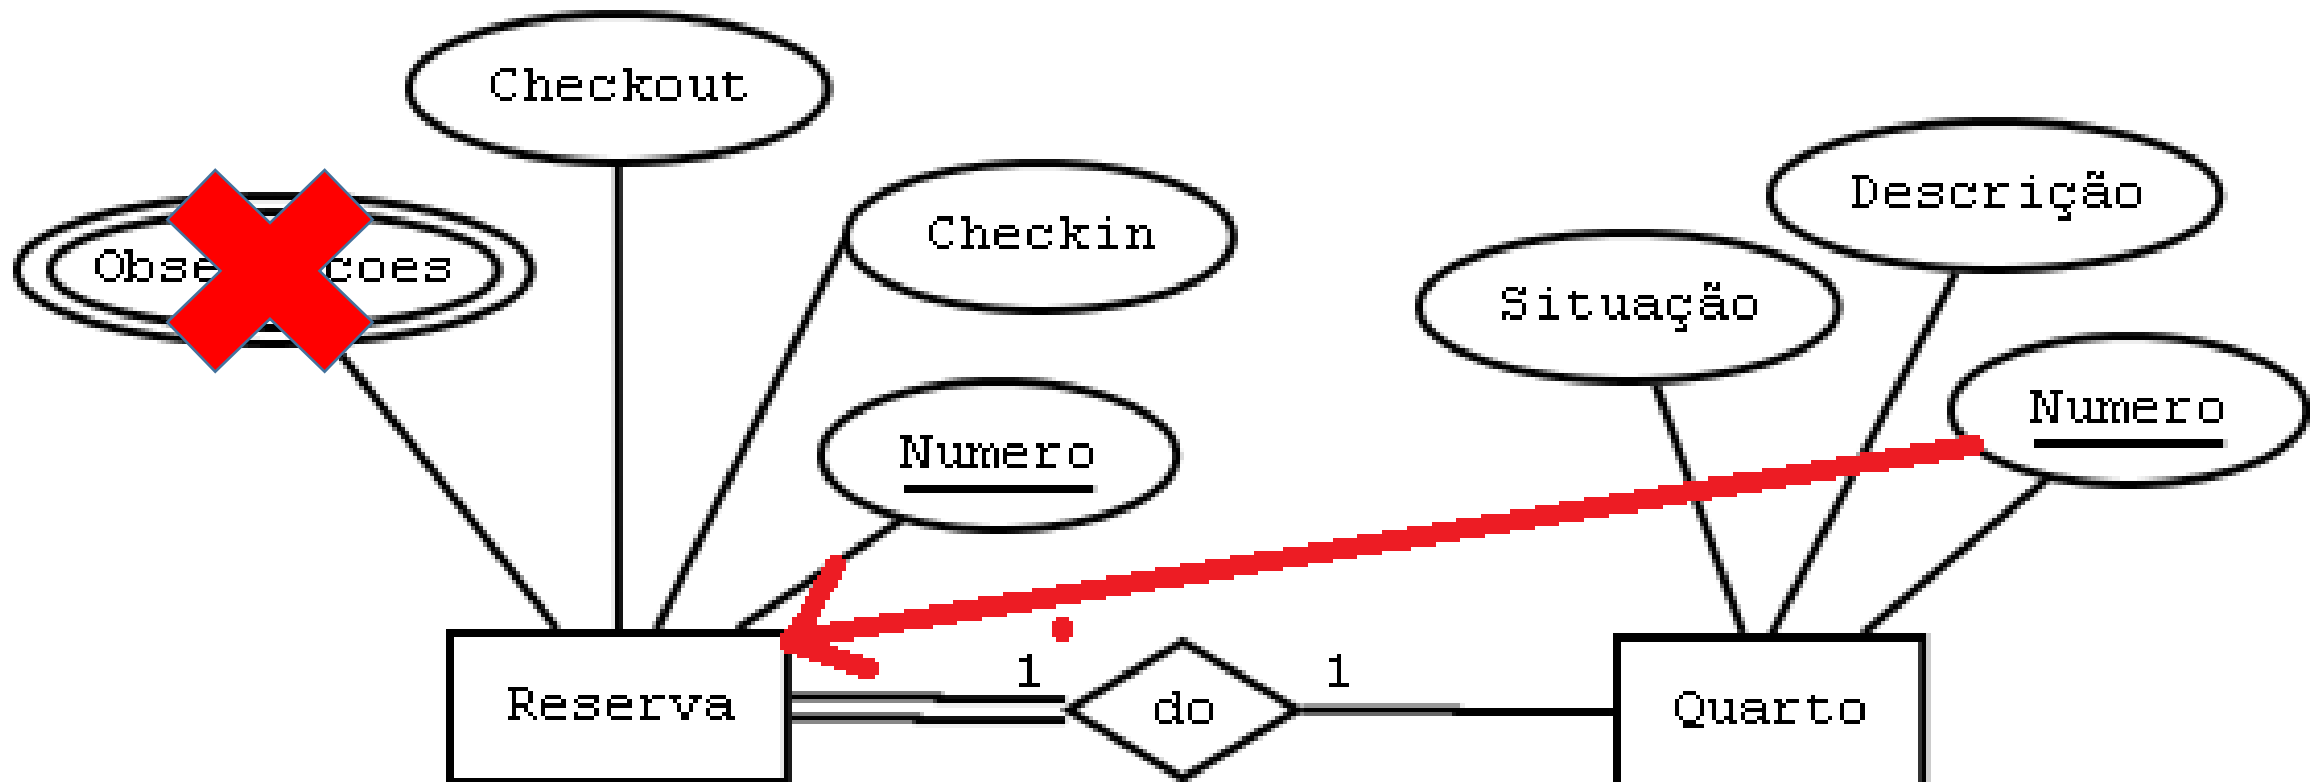 Checkout
Descrição
Checkin
Situação
Numero
Numero
1
1
Reserva
do
Quarto